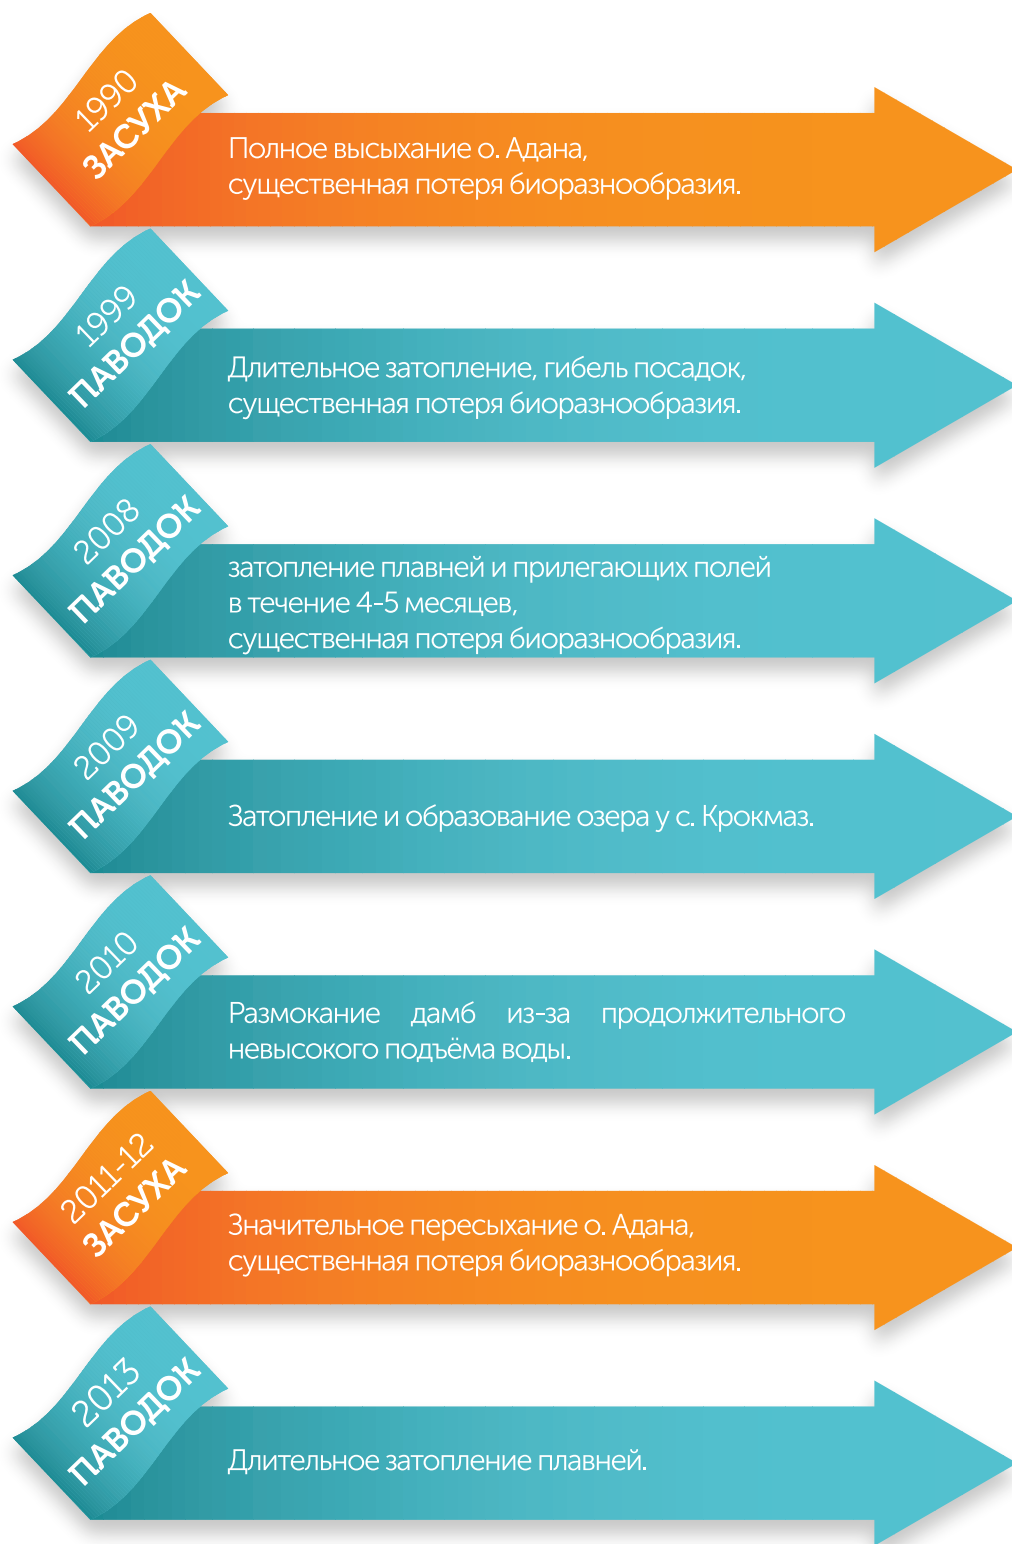 1990
ЗАСУХА
Полное высыхание о. Адана,
существенная потеря биоразнообразия.
1999
ПАВОДОК
Длительное затопление, гибель посадок,
существенная потеря биоразнообразия.
2008
ПАВОДОК
затопление плавней и прилегающих полей
в течение 4-5 месяцев,
существенная потеря биоразнообразия.
2009
ПАВОДОК
Затопление и образование озера у с. Крокмаз.
2010
ПАВОДОК
Размокание дамб из-за продолжительного
невысокого подъёма воды.
2011-12
ЗАСУХА
Значительное пересыхание о. Адана,
существенная потеря биоразнообразия.
2013
ПАВОДОК
Длительное затопление плавней.